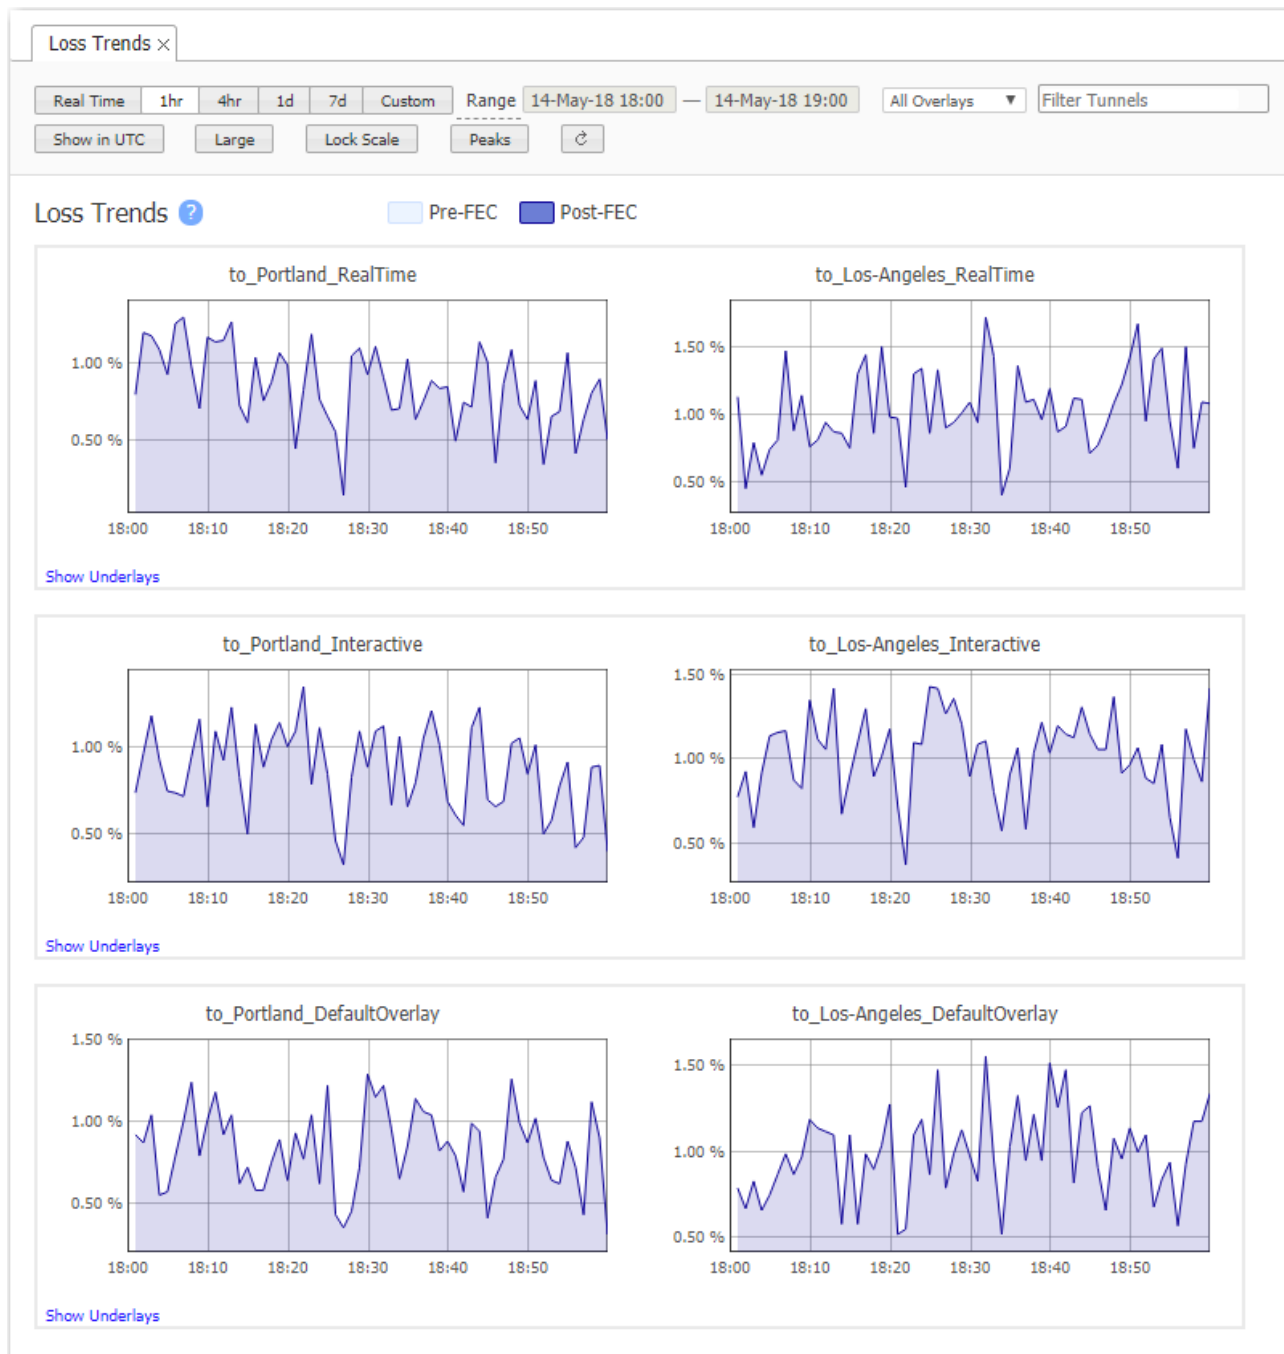 Loss Trends ×
Real Time 1hr 4hr 1d 7d Custom Range 14-May-18 18:00 — 14-May-18 19:00 All Overlays ▼ Filter Tunnels
Show in UTC Large Lock Scale Peaks
Loss Trends ? Pre-FEC Post-FEC
to_Portland_RealTime
1.00 %
0.50 %
18:00 18:10 18:20 18:30 18:40 18:50
to_Los-Angeles_RealTime
1.50 %
1.00 %
0.50 %
18:00 18:10 18:20 18:30 18:40 18:50
Show Underlays
to_Portland_Interactive
1.00 %
0.50 %
18:00 18:10 18:20 18:30 18:40 18:50
to_Los-Angeles_Interactive
1.50 %
1.00 %
0.50 %
18:00 18:10 18:20 18:30 18:40 18:50
Show Underlays
to_Portland_DefaultOverlay
1.50 %
1.00 %
0.50 %
18:00 18:10 18:20 18:30 18:40 18:50
to_Los-Angeles_DefaultOverlay
1.50 %
1.00 %
0.50 %
18:00 18:10 18:20 18:30 18:40 18:50
Show Underlays